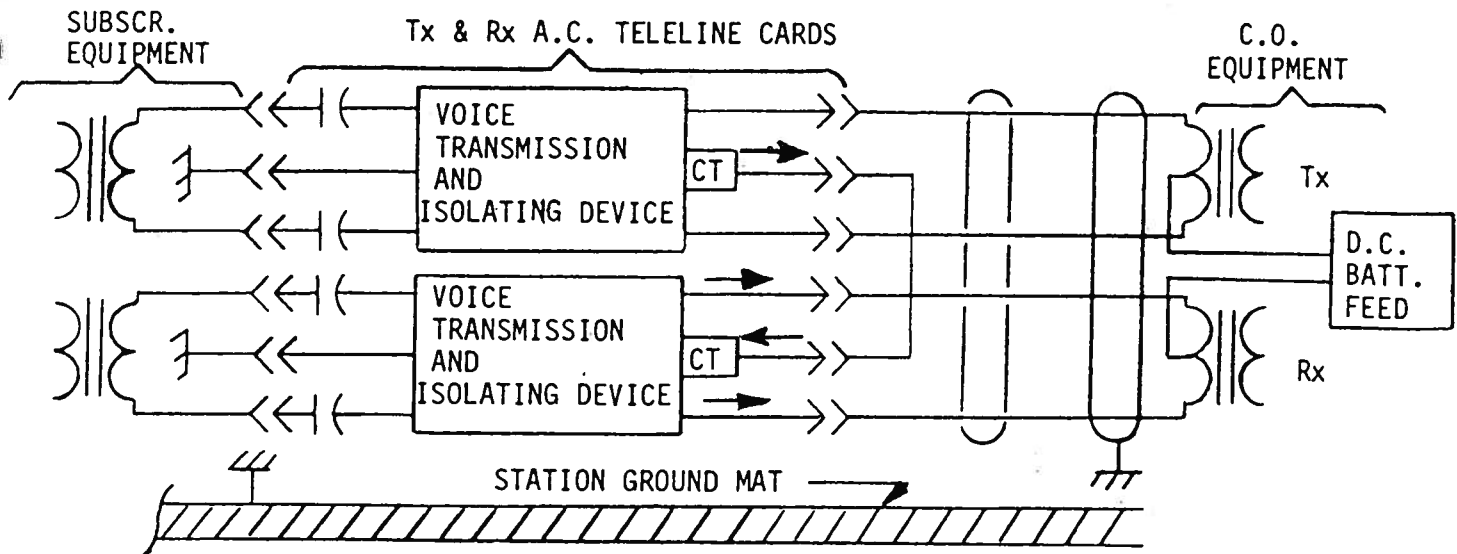 SUBSCR.
EQUIPMENT
Tx & Rx A.C. TELELINE CARDS
C.O.
EQUIPMENT
VOICE
TRANSMISSION
AND
ISOLATING DEVICE
CT
Tx
D.C.
BATT.
FEED
VOICE
TRANSMISSION
AND
ISOLATING DEVICE
CT
Rx
STATION GROUND MAT